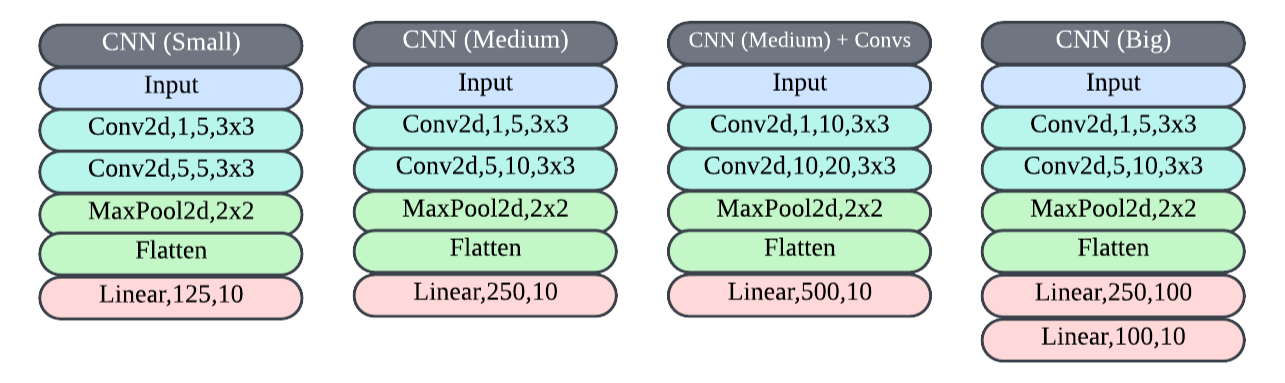 CNN (Small)
Input
Conv2d,1,5,3x3
Conv2d,5,5,3x3
MaxPool2d,2x2
Flatten
Linear,125,10
CNN (Medium)
Input
Conv2d,1,5,3x3
Conv2d,5,10,3x3
MaxPool2d,2x2
Flatten
Linear,250,10
CNN (Medium) + Convs
Input
Conv2d,1,10,3x3
Conv2d,10,20,3x3
MaxPool2d,2x2
Flatten
Linear,500,10
CNN (Big)
Input
Conv2d,1,5,3x3
Conv2d,5,10,3x3
MaxPool2d,2x2
Flatten
Linear,250,100
Linear,100,10